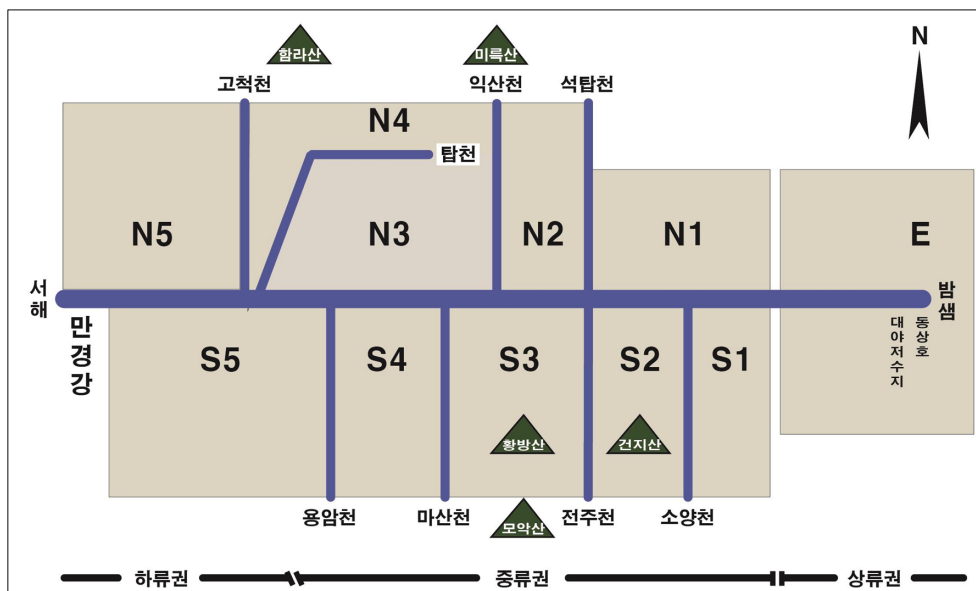 함라산
미륵산
N
고척천
익산천
석탑천
N4
탑천
N5
N3
N2
N1
E
서해
밤샘
만경강
대야저수지
동상호
S5
S4
S3
S2
S1
황방산
건지산
용암천
마산천
모악산
전주천
소양천
하류권
중류권
상류권